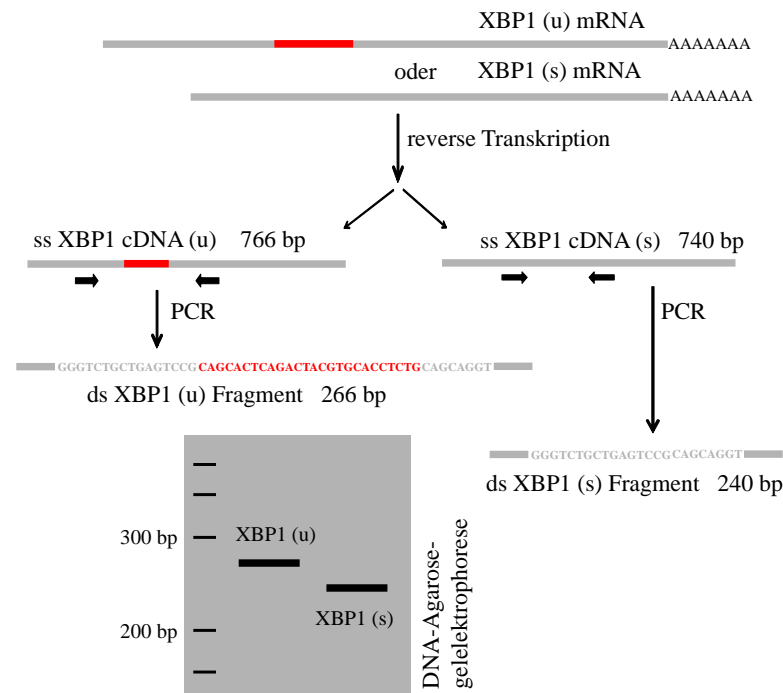 XBP1 (u) mRNA
AAAAAAA
oder XBP1 (s) mRNA
AAAAAAA
reverse Transkription
ss XBP1 cDNA (u) 766 bp
ss XBP1 cDNA (s) 740 bp
PCR
PCR
GGGTCTGCTGAGTCCGCAGCACTCAGACTACGTGCACCTCTGCAGCAGGT
ds XBP1 (u) Fragment 266 bp
GGGTCTGCTGAGTCCGCAGCAGGT
ds XBP1 (s) Fragment 240 bp
300 bp
XBP1 (u)
XBP1 (s)
200 bp
DNA-Agarose-
gelelektrophorese